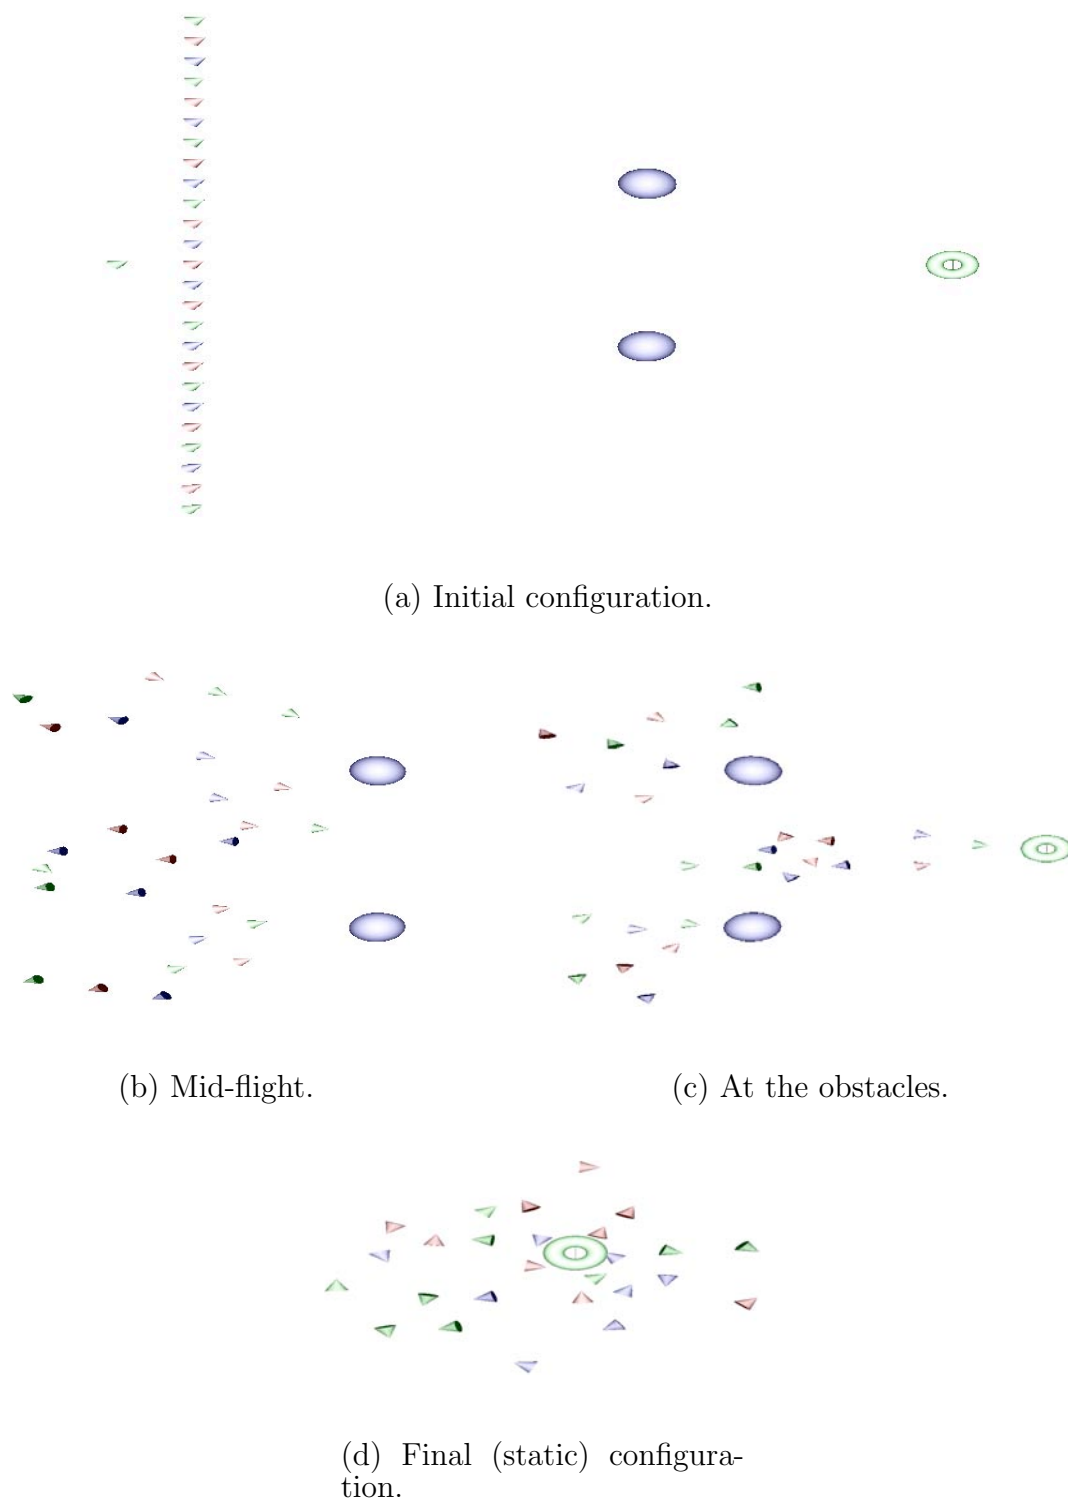 (a) Initial configuration.
(b) Mid-flight.
(c) At the obstacles.
(d) Final (static) configura-
tion.